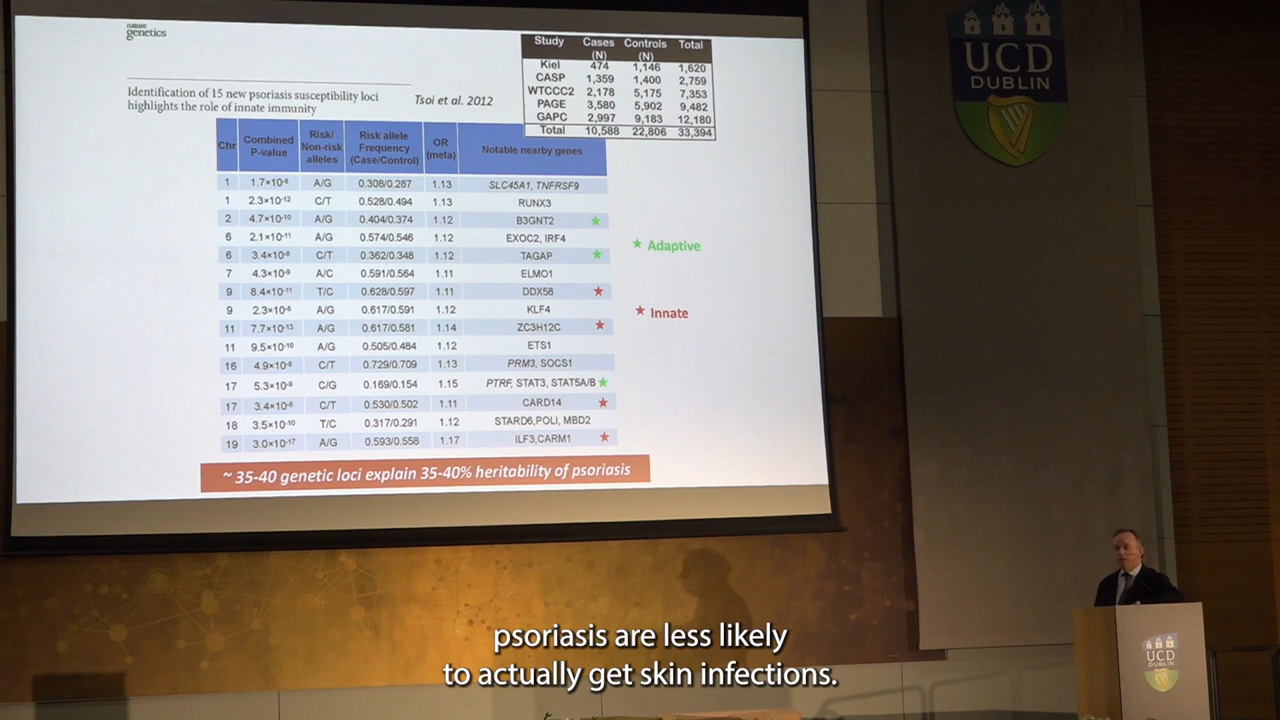 nature
genetics
Identification of 15 new psoriasis susceptibility loci
highlights the role of innate immunity
Tsoi et al. 2012
Study Cases (N) Controls (N) Total
Kiel 474 1,146 1,620
CASP 1,359 1,400 2,759
WTCCC2 2,178 5,175 7,353
PAGE 3,580 5,902 9,482
GAPC 2,997 9,183 12,180
Total 10,588 22,806 33,394
Chr Combined P-value Risk/ Non-risk alleles Risk allele Frequency (Case/Control) OR (meta) Notable nearby genes
1 1.7×10-8 A/G 0.308/0.287 1.13 SLC45A1, TNFRSF9
1 2.3×10-12 C/T 0.528/0.494 1.13 RUNX3
2 4.7×10-10 A/G 0.404/0.374 1.12 B3GNT2
6 2.1×10-11 A/G 0.574/0.546 1.12 EXOC2, IRF4
6 3.4×10-8 C/T 0.362/0.348 1.12 TAGAP
7 4.3×10-9 A/C 0.591/0.564 1.11 ELMO1
9 8.4×10-11 T/C 0.628/0.597 1.11 DDX58
9 2.3×10-8 A/G 0.617/0.591 1.12 KLF4
11 7.7×10-13 A/G 0.617/0.581 1.14 ZC3H12C
11 9.5×10-10 A/G 0.505/0.484 1.12 ETS1
16 4.9×10-8 C/T 0.729/0.709 1.13 PRM3, SOCS1
17 5.3×10-9 C/G 0.169/0.154 1.15 PTRF, STAT3, STAT5A/B
17 3.4×10-8 C/T 0.530/0.502 1.11 CARD14
18 3.5×10-10 T/C 0.317/0.291 1.12 STARD6,POLI, MBD2
19 3.0×10-17 A/G 0.593/0.558 1.17 ILF3,CARM1
Adaptive
Innate
~ 35-40 genetic loci explain 35-40% heritability of psoriasis
UCD
DUBLIN
UCD
DUBLIN
psoriasis are less likely
to actually get skin infections.